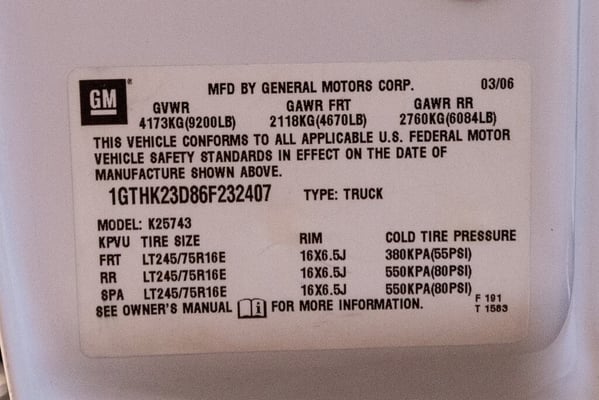 GM ® MFD BY GENERAL MOTORS CORP. 03/06
GVWR GAWR FRT GAWR RR
4173KG(9200LB) 2118KG(4670LB) 2760KG(6084LB)
THIS VEHICLE CONFORMS TO ALL APPLICABLE U.S. FEDERAL MOTOR
VEHICLE SAFETY STANDARDS IN EFFECT ON THE DATE OF
MANUFACTURE SHOWN ABOVE.
1GTHK23D86F232407 TYPE: TRUCK
MODEL: K25743
KPVU TIRE SIZE RIM COLD TIRE PRESSURE
FRT LT245/75R16E 16X6.5J 380KPA(55PSI)
RR LT245/75R16E 16X6.5J 550KPA(80PSI)
SPA LT245/75R16E 16X6.5J 550KPA(80PSI)
SEE OWNER'S MANUAL i FOR MORE INFORMATION.
F 191
T 1583